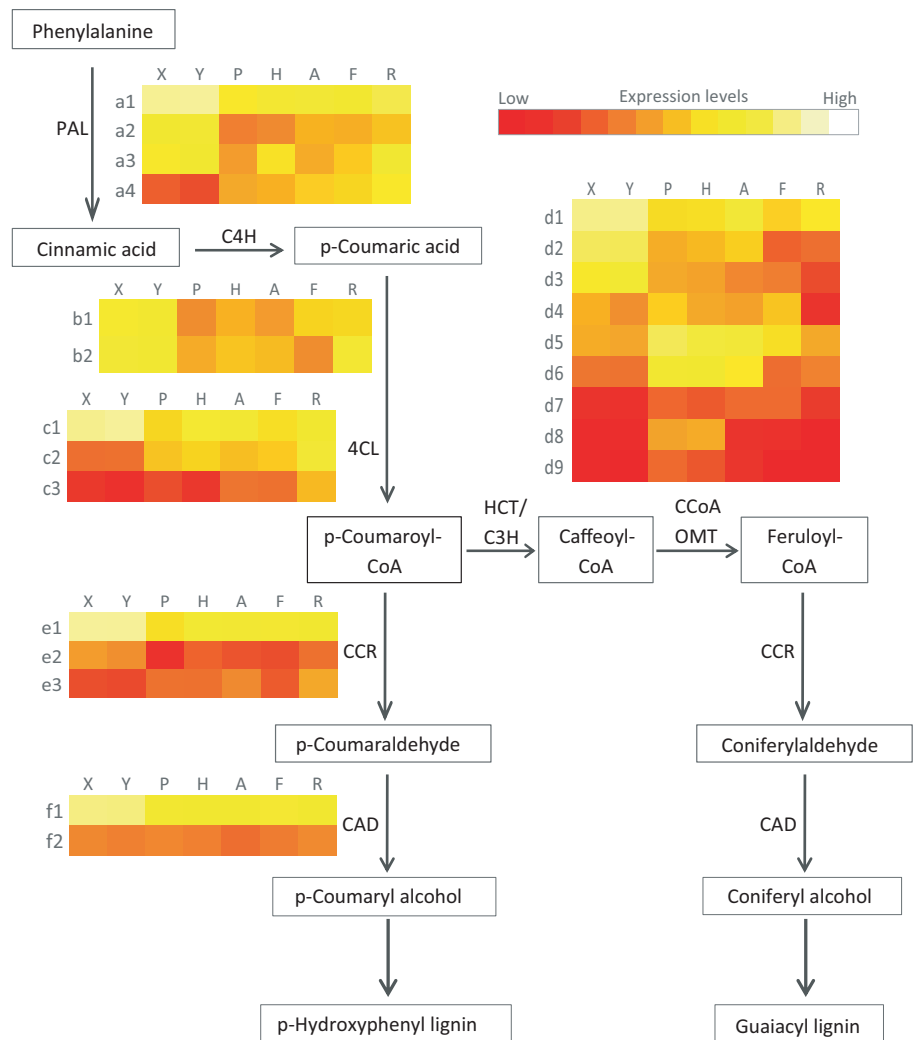 Phenylalanine
X Y P H A F R
a1
a2
a3
a4
PAL
Low Expression levels High
Cinnamic acid
C4H
p-Coumaric acid
X Y P H A F R
b1
b2
X Y P H A F R
c1
c2
c3
4CL
X Y P H A F R
d1
d2
d3
d4
d5
d6
d7
d8
d9
p-Coumaroyl-
CoA
HCT/
C3H
Caffeoyl-
CoA
CCoA
OMT
Feruloyl-
CoA
X Y P H A F R
e1
e2
e3
CCR
CCR
p-Coumaraldehyde
Coniferylaldehyde
X Y P H A F R
f1
f2
CAD
CAD
p-Coumaryl alcohol
Coniferyl alcohol
p-Hydroxyphenyl lignin
Guaiacyl lignin